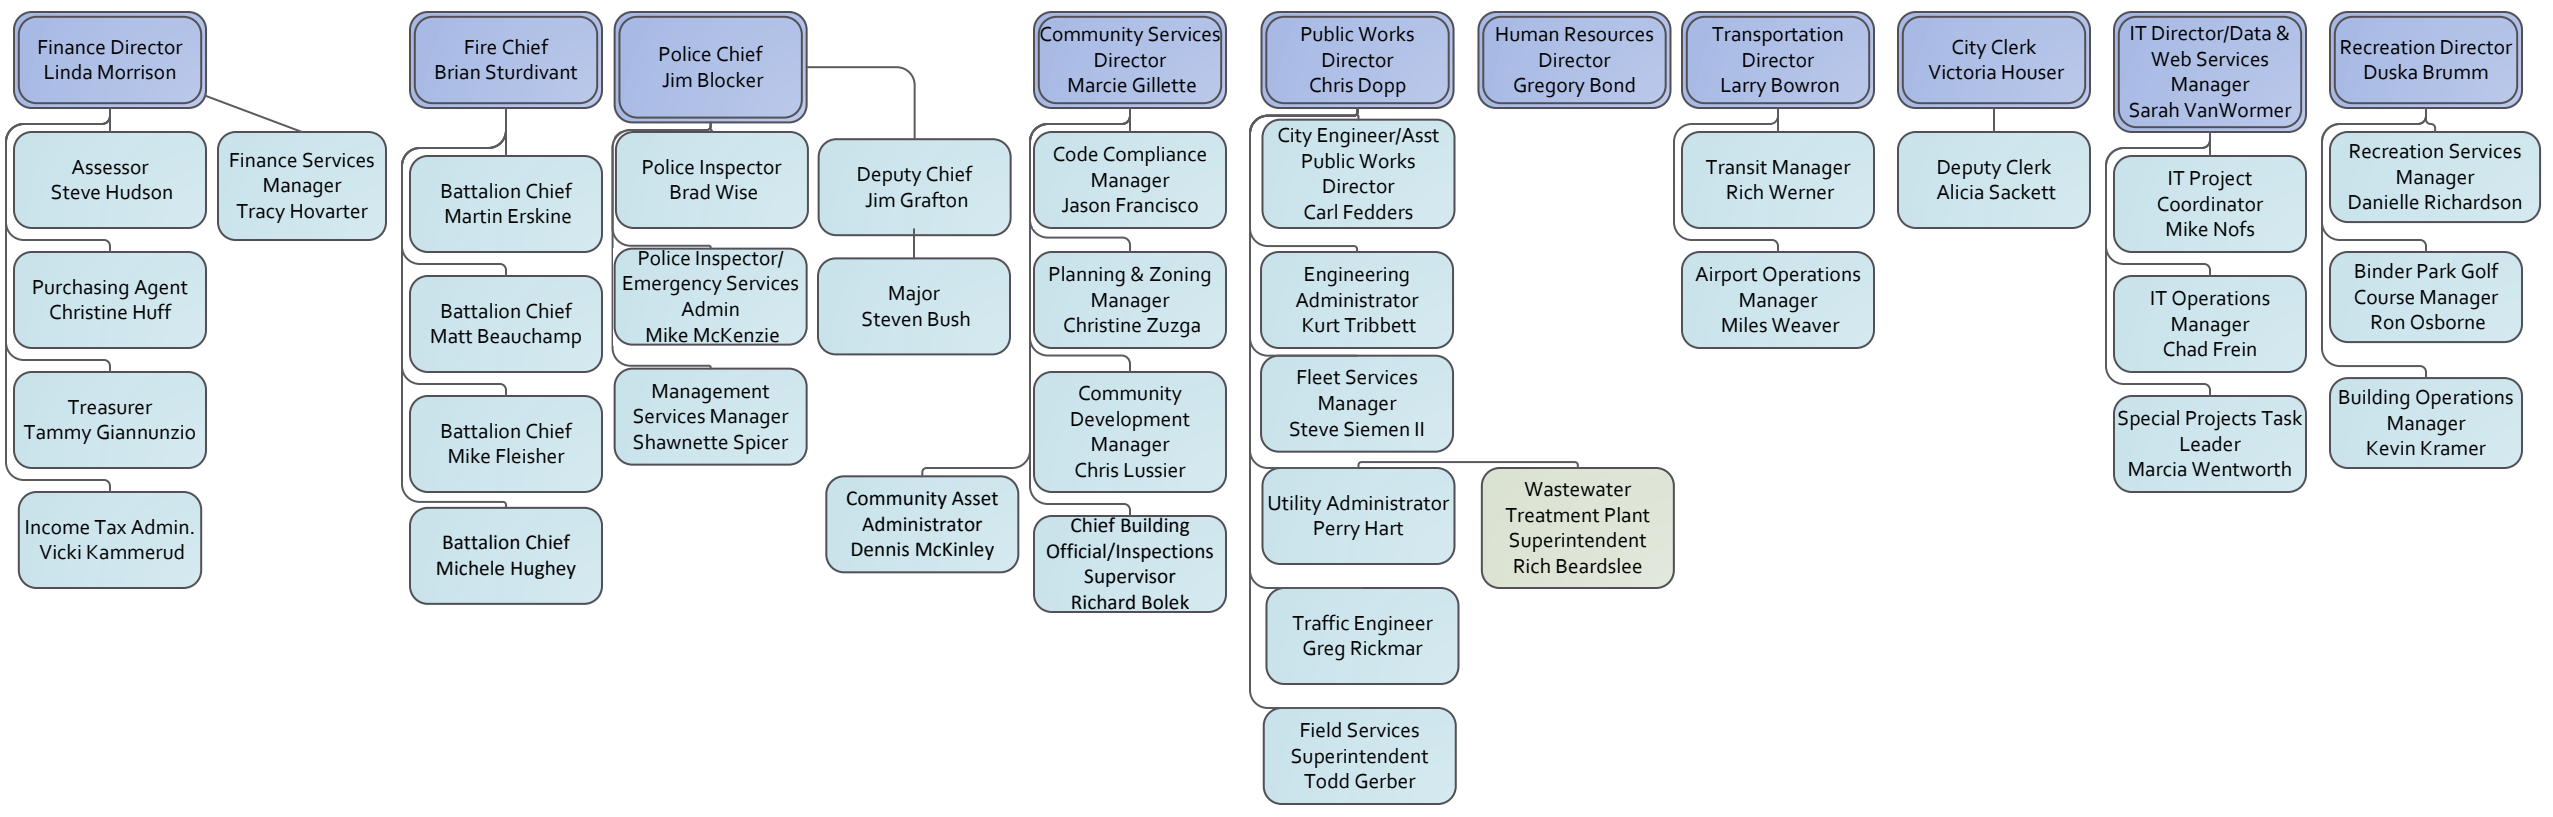 Finance Director
Linda Morrison
Assessor
Steve Hudson
Finance Services
Manager
Tracy Hovarter
Purchasing Agent
Christine Huff
Treasurer
Tammy Giannunzio
Income Tax Admin.
Vicki Kammerud
Fire Chief
Brian Sturdivant
Battalion Chief
Martin Erskine
Battalion Chief
Matt Beauchamp
Battalion Chief
Mike Fleisher
Battalion Chief
Michele Hughey
Police Chief
Jim Blocker
Police Inspector
Brad Wise
Police Inspector/
Emergency Services
Admin
Mike McKenzie
Management
Services Manager
Shawnette Spicer
Deputy Chief
Jim Grafton
Major
Steven Bush
Community Services
Director
Marcie Gillette
Code Compliance
Manager
Jason Francisco
Planning & Zoning
Manager
Christine Zuzga
Community
Development
Manager
Chris Lussier
Community Asset
Administrator
Dennis McKinley
Chief Building
Official/Inspections
Supervisor
Richard Bolek
Public Works
Director
Chris Dopp
City Engineer/Asst
Public Works
Director
Carl Fedders
Engineering
Administrator
Kurt Tribbett
Fleet Services
Manager
Steve Siemen II
Utility Administrator
Perry Hart
Wastewater
Treatment Plant
Superintendent
Rich Beardslee
Traffic Engineer
Greg Rickmar
Field Services
Superintendent
Todd Gerber
Human Resources
Director
Gregory Bond
Transportation
Director
Larry Bowron
Transit Manager
Rich Werner
Airport Operations
Manager
Miles Weaver
City Clerk
Victoria Houser
Deputy Clerk
Alicia Sackett
IT Director/Data &
Web Services
Manager
Sarah VanWormer
IT Project
Coordinator
Mike Nofs
IT Operations
Manager
Chad Frein
Special Projects Task
Leader
Marcia Wentworth
Recreation Director
Duska Brumm
Recreation Services
Manager
Danielle Richardson
Binder Park Golf
Course Manager
Ron Osborne
Building Operations
Manager
Kevin Kramer